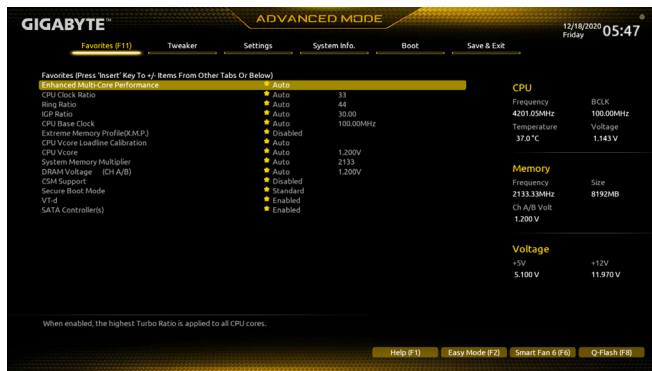 GIGABYTE™
ADVANCED MODE
12/18/2020
Friday
05:47
Favorites (F11) Tweaker Settings System Info. Boot Save & Exit
Favorites (Press 'Insert' Key To +/- Items From Other Tabs Or Below)
Enhanced Multi-Core Performance Auto
CPU Clock Ratio Auto 33
Ring Ratio Auto 44
IGP Ratio Auto 30.00
CPU Base Clock Auto 100.00MHz
Extreme Memory Profile(X.M.P.) Disabled
CPU Vcore Loadline Calibration Auto
CPU Vcore Auto 1.200V
System Memory Multiplier Auto 2133
DRAM Voltage (CH A/B) Auto 1.200V
CSM Support Disabled
Secure Boot Mode Standard
VT-d Enabled
SATA Controller(s) Enabled
CPU
Frequency BCLK
4201.05MHz 100.00MHz
Temperature Voltage
37.0 °C 1.143 V
Memory
Frequency Size
2133.33MHz 8192MB
Ch A/B Volt
1.200 V
Voltage
+5V +12V
5.100 V 11.970 V
When enabled, the highest Turbo Ratio is applied to all CPU cores.
Help (F1) Easy Mode (F2) Smart Fan 6 (F6) Q-Flash (F8)